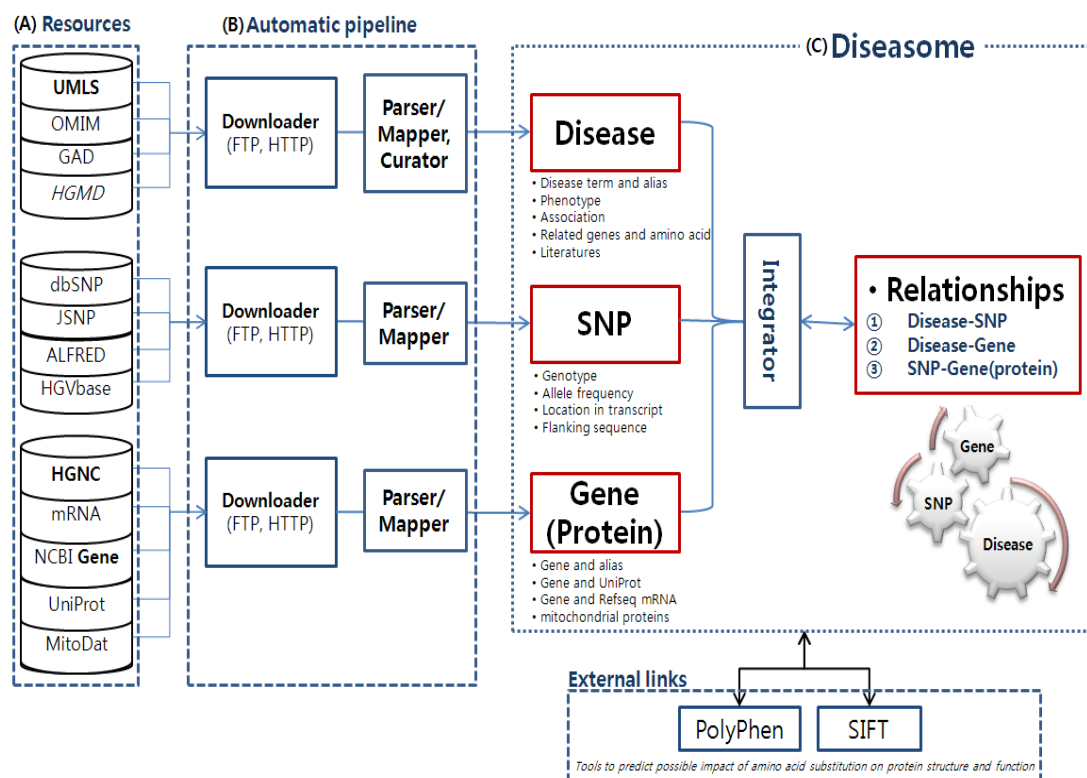 (A) Resources
UMLS
OMIM
GAD
HGMD
dbSNP
JSNP
ALFRED
HGVbase
HGNC
mRNA
NCBI Gene
UniProt
MitoDat
(B) Automatic pipeline
Downloader
(FTP, HTTP)
Parser/
Mapper,
Curator
Downloader
(FTP, HTTP)
Parser/
Mapper
Downloader
(FTP, HTTP)
Parser/
Mapper
(C) Diseasome
Disease
• Disease term and alias
• Phenotype
• Association
• Related genes and amino acid
• Literatures
SNP
• Genotype
• Allele frequency
• Location in transcript
• Flanking sequence
Gene
(Protein)
• Gene and alias
• Gene and UniProt
• Gene and Refseq mRNA
• mitochondrial proteins
Integrator
• Relationships
① Disease-SNP
② Disease-Gene
③ SNP-Gene(protein)
Gene
SNP
Disease
External links
PolyPhen
SIFT
Tools to predict possible impact of amino acid substitution on protein structure and function